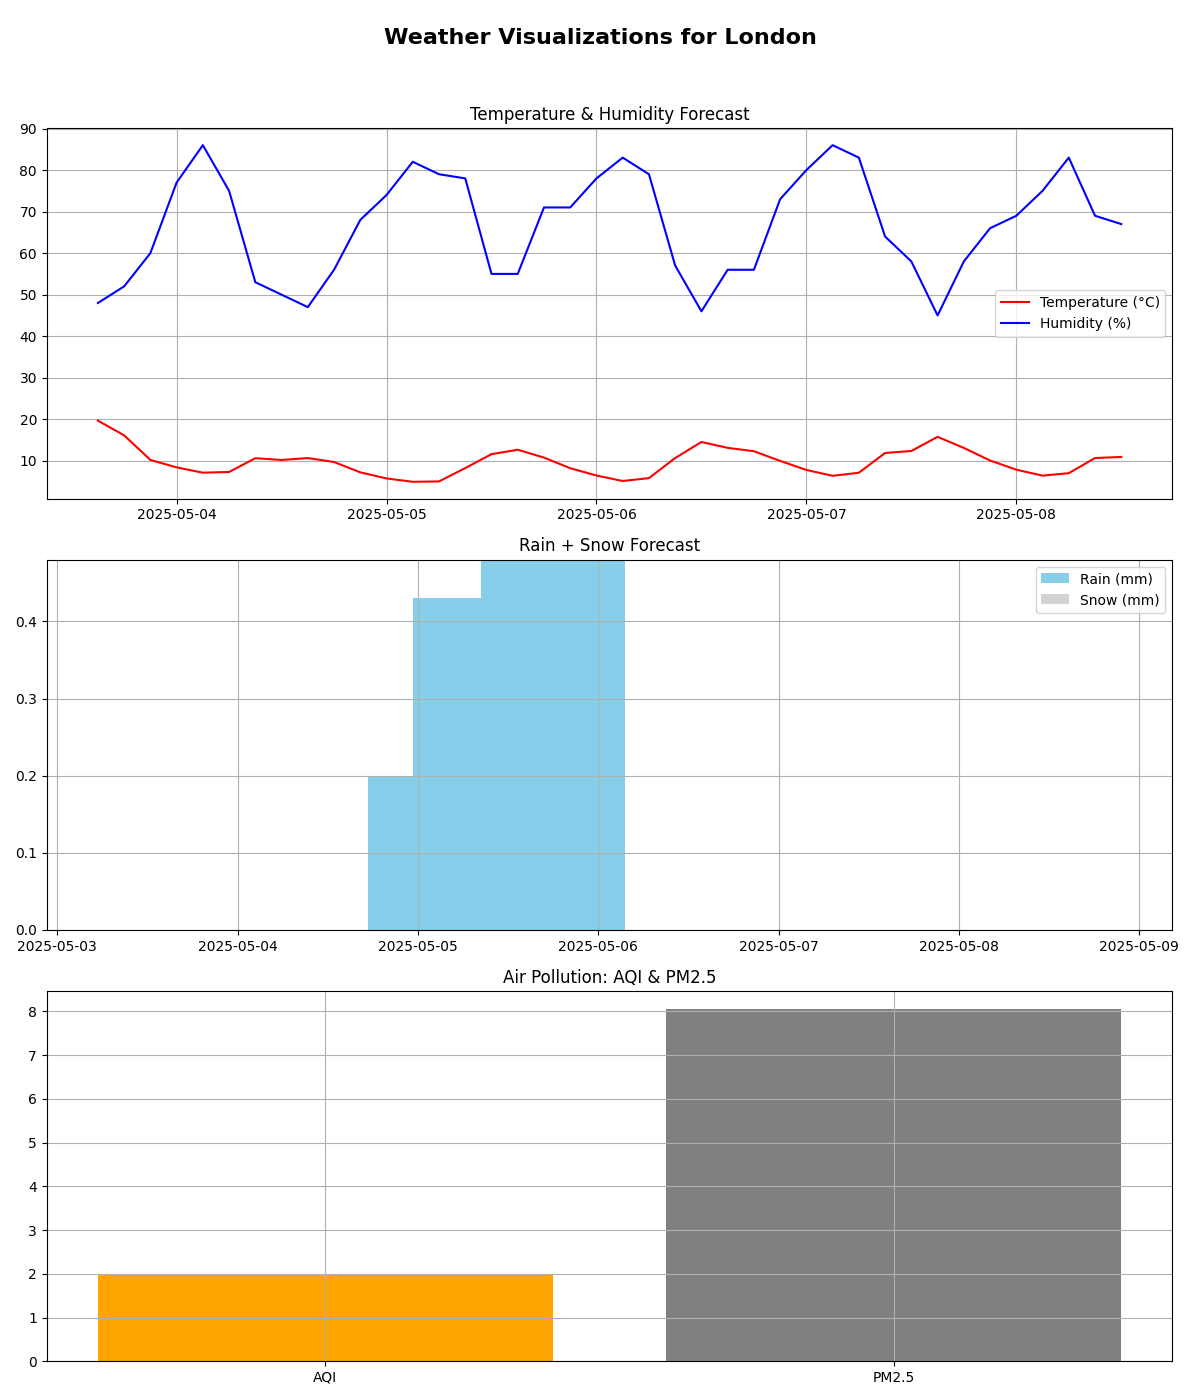 Weather Visualizations for London
Temperature & Humidity Forecast
90
80
70
60
50
40
30
20
10
Temperature (°C)
Humidity (%)
2025-05-04 2025-05-05 2025-05-06 2025-05-07 2025-05-08
Rain + Snow Forecast
Rain (mm)
Snow (mm)
0.4
0.3
0.2
0.1
0.0
2025-05-03 2025-05-04 2025-05-05 2025-05-06 2025-05-07 2025-05-08 2025-05-09
Air Pollution: AQI & PM2.5
8
7
6
5
4
3
2
1
0
AQI PM2.5